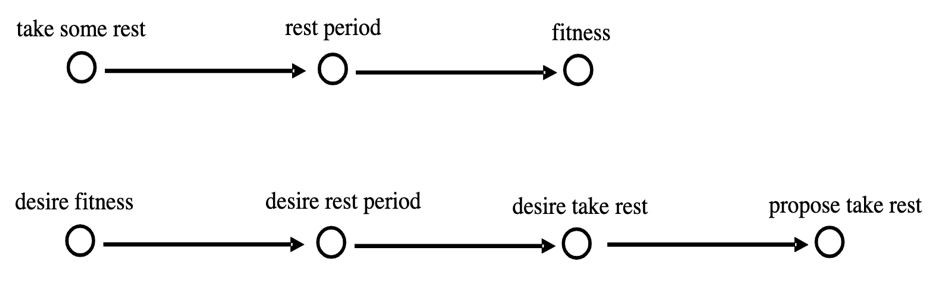 take some rest
rest period
fitness
desire fitness
desire rest period
desire take rest
propose take rest